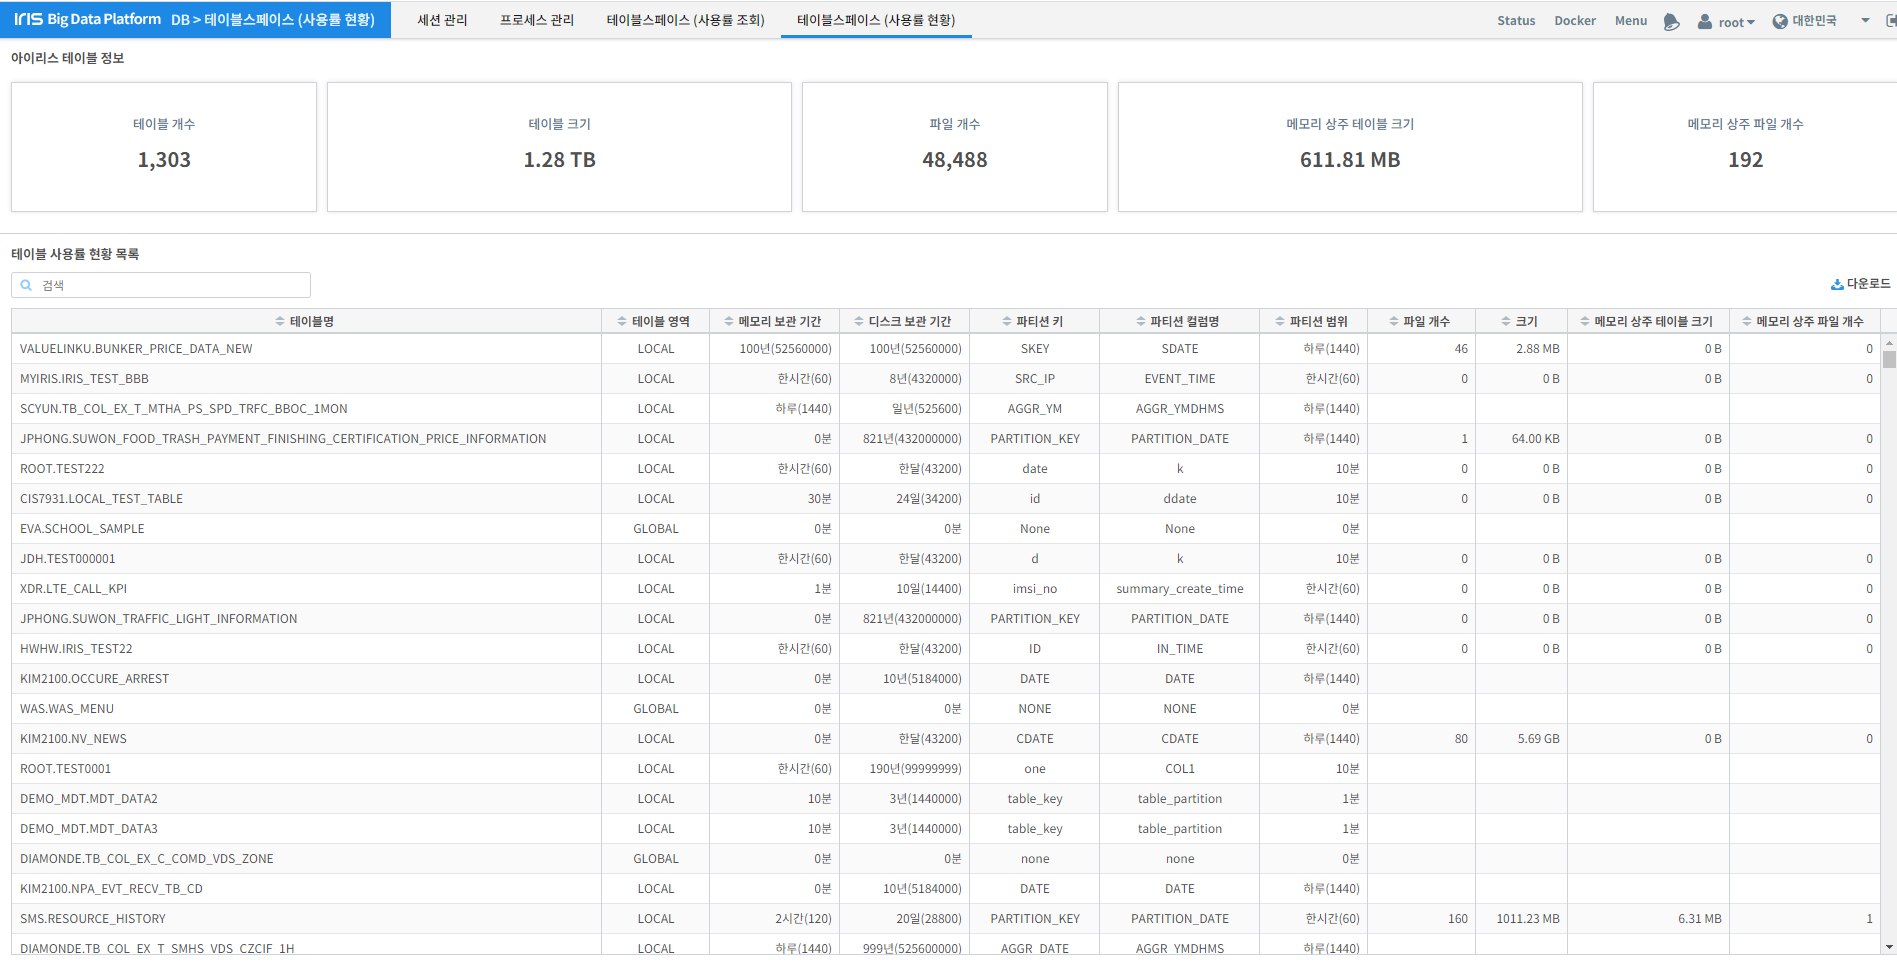 IRIS Big Data Platform DB > 테이블스페이스 (사용률 현황) 세션 관리 프로세스 관리 테이블스페이스 (사용률 조회) 테이블스페이스 (사용률 현황) Status Docker Menu root 대한민국
아이리스 테이블 정보
테이블 개수 테이블 크기 파일 개수 메모리 상주 테이블 크기 메모리 상주 파일 개수
1,303 1.28 TB 48,488 611.81 MB 192
테이블 사용률 현황 목록
검색 다운로드
테이블명 테이블 영역 메모리 보관 기간 디스크 보관 기간 파티션 키 파티션 컬럼명 파티션 범위 파일 개수 크기 메모리 상주 테이블 크기 메모리 상주 파일 개수
VALUELINKU.BUNKER_PRICE_DATA_NEW LOCAL 100년(52560000) 100년(52560000) SKEY SDATE 하루(1440) 46 2.88 MB 0 B 0
MYIRIS.IRIS_TEST_BBB LOCAL 한시간(60) 8년(4320000) SRC_IP EVENT_TIME 한시간(60) 0 0 B 0 B 0
SCYUN.TB_COL_EX_T_MTHA_PS_SPD_TRFC_BBOC_1MON LOCAL 하루(1440) 일년(525600) AGGR_YM AGGR_YMDHMS 하루(1440)
JPHONG.SUWON_FOOD_TRASH_PAYMENT_FINISHING_CERTIFICATION_PRICE_INFORMATION LOCAL 0분 821년(432000000) PARTITION_KEY PARTITION_DATE 하루(1440) 1 64.00 KB 0 B 0
ROOT.TEST222 LOCAL 한시간(60) 한달(43200) date k 10분 0 0 B 0 B 0
CIS7931.LOCAL_TEST_TABLE LOCAL 30분 24일(34200) id ddate 10분 0 0 B 0 B 0
EVA.SCHOOL_SAMPLE GLOBAL 0분 0분 None None 0분
JDH.TEST000001 LOCAL 한시간(60) 한달(43200) d k 10분 0 0 B 0 B 0
XDR.LTE_CALL_KPI LOCAL 1분 10일(14400) imsi_no summary_create_time 한시간(60) 0 0 B 0 B 0
JPHONG.SUWON_TRAFFIC_LIGHT_INFORMATION LOCAL 0분 821년(432000000) PARTITION_KEY PARTITION_DATE 하루(1440) 0 0 B 0 B 0
HWHW.IRIS_TEST22 LOCAL 한시간(60) 한달(43200) ID IN_TIME 한시간(60) 0 0 B 0 B 0
KIM2100.OCCURE_ARREST LOCAL 0분 10년(5184000) DATE DATE 하루(1440)
WAS.WAS_MENU GLOBAL 0분 0분 NONE NONE 0분
KIM2100.NV_NEWS LOCAL 0분 한달(43200) CDATE CDATE 하루(1440) 80 5.69 GB 0 B 0
ROOT.TEST0001 LOCAL 한시간(60) 190년(99999999) one COL1 10분
DEMO_MDT.MDT_DATA2 LOCAL 10분 3년(1440000) table_key table_partition 1분
DEMO_MDT.MDT_DATA3 LOCAL 10분 3년(1440000) table_key table_partition 1분
DIAMONDE.TB_COL_EX_C_COMD_VDS_ZONE GLOBAL 0분 0분 none none 0분
KIM2100.NPA_EVT_RECV_TB_CD LOCAL 0분 10년(5184000) DATE DATE 하루(1440)
SMS.RESOURCE_HISTORY LOCAL 2시간(120) 20일(28800) PARTITION_KEY PARTITION_DATE 한시간(60) 160 1011.23 MB 6.31 MB 1
DIAMONDE.TB_COL_EX_T_SMHS_VDS_CZCIF_1H LOCAL 하루(1440) 999년(525600000) AGGR_DATE AGGR_YMDHMS 하루(1440)